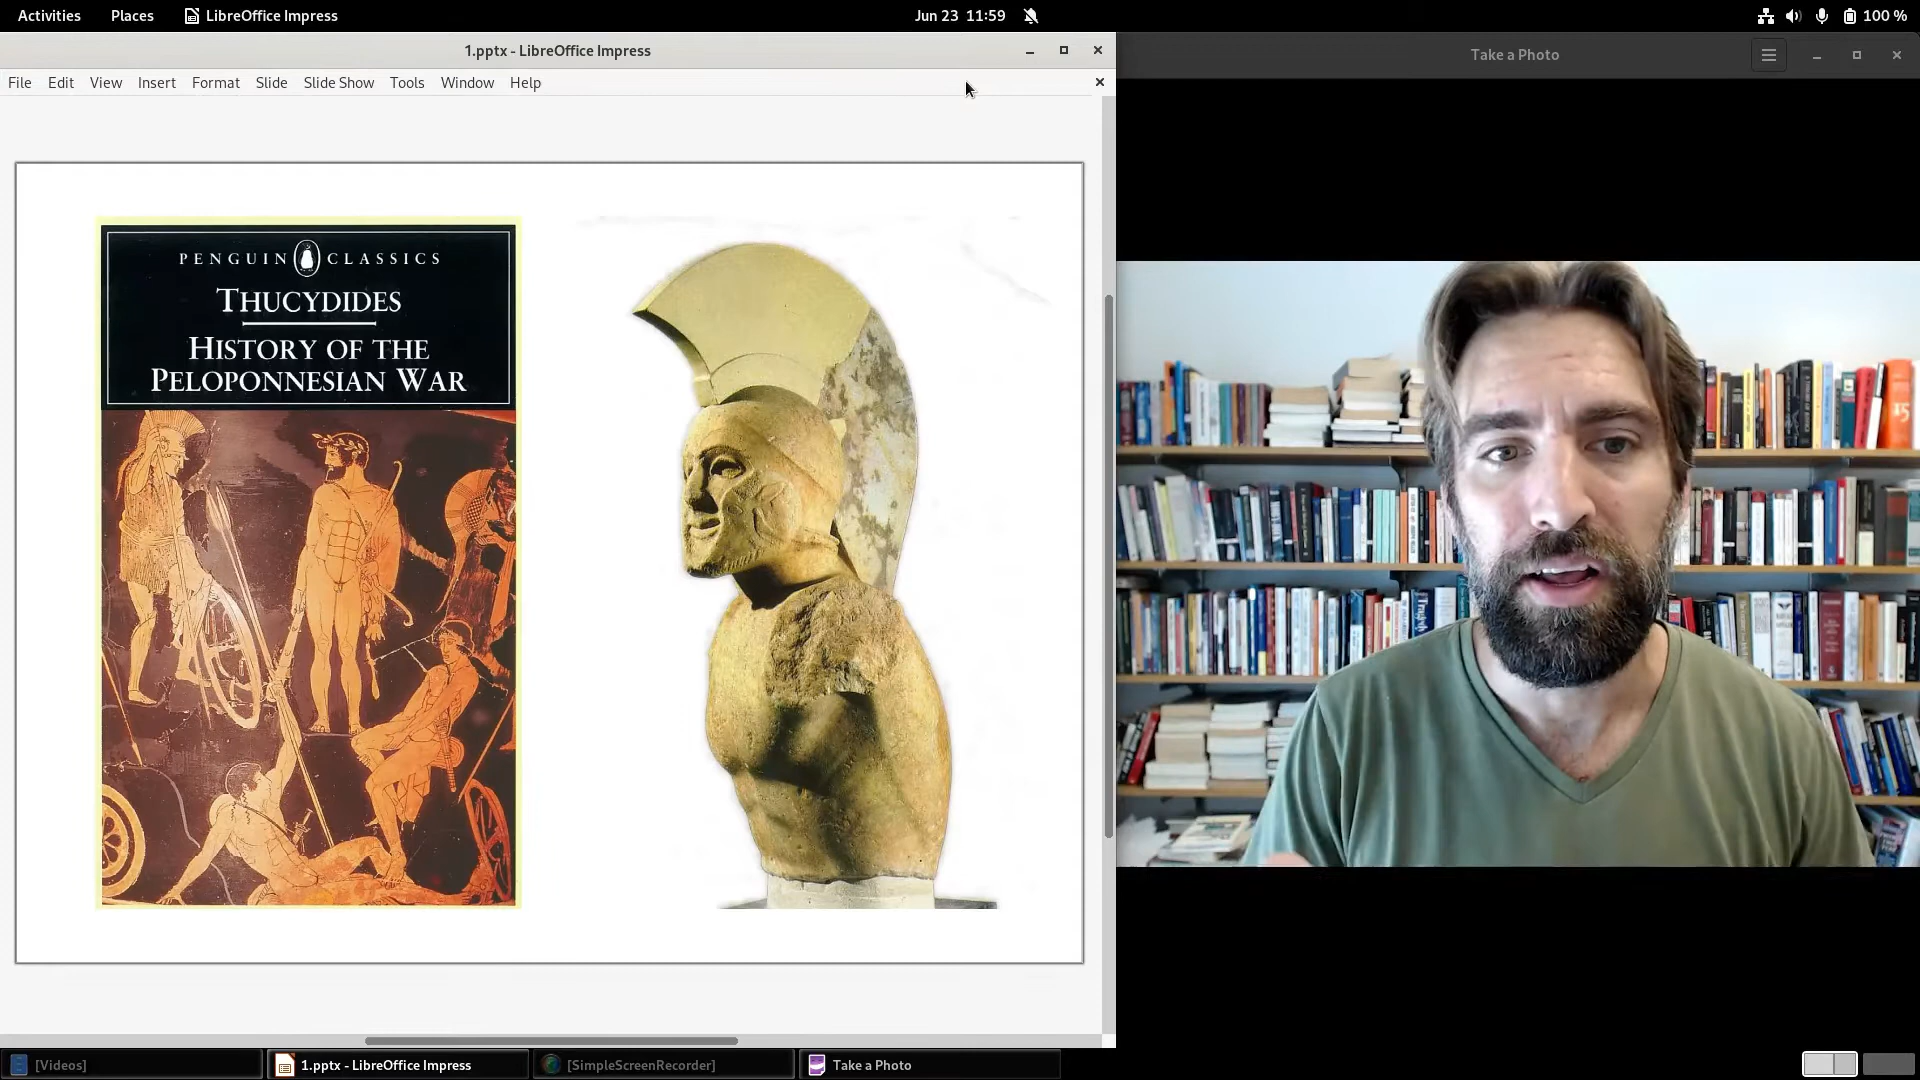 Activities Places LibreOffice Impress Jun 23 11:59 100 %
1.pptx - LibreOffice Impress
Take a Photo
File Edit View Insert Format Slide Slide Show Tools Window Help
PENGUIN CLASSICS
THUCYDIDES
HISTORY OF THE
PELOPONNESIAN WAR
15
[Videos] 1.pptx - LibreOffice Impress [SimpleScreenRecorder] Take a Photo